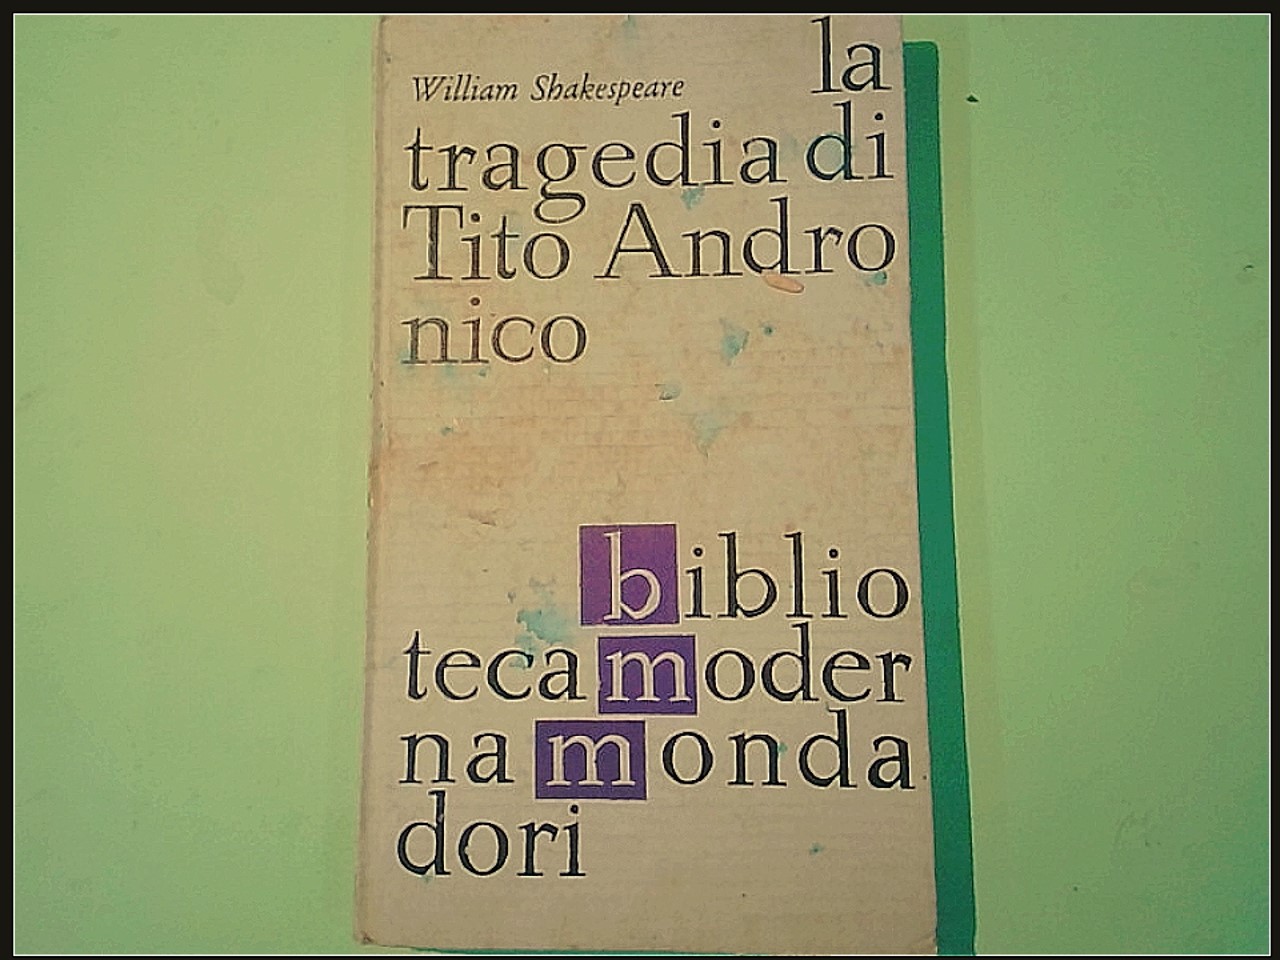 la
William Shakespeare
tragedia di
Tito Andro
nico
biblio
teca moder
na monda
dori